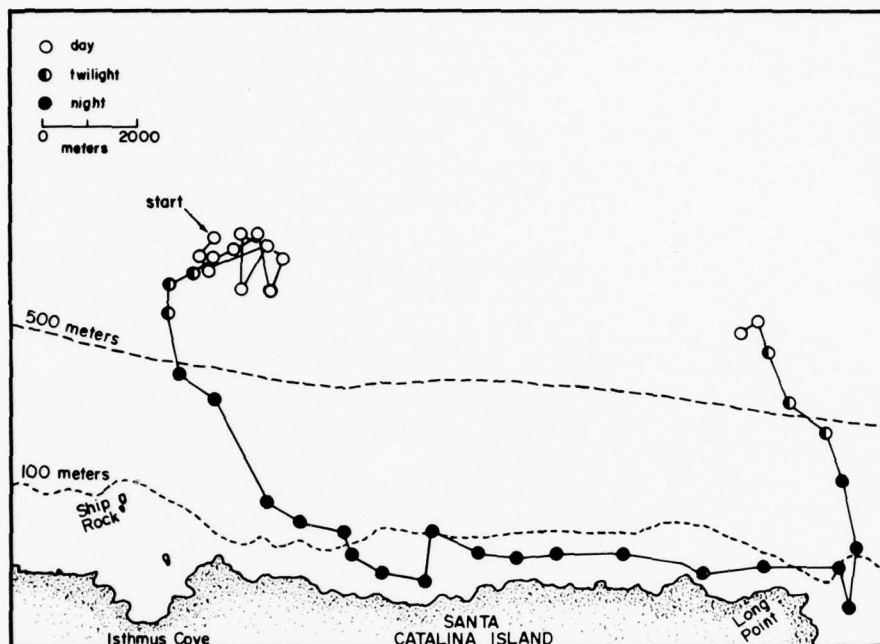 day
twilight
night
0 2000
meters
start
500 meters
100 meters
Ship
Rock
Isthmus Cove
SANTA
CATALINA ISLAND
Long
Point